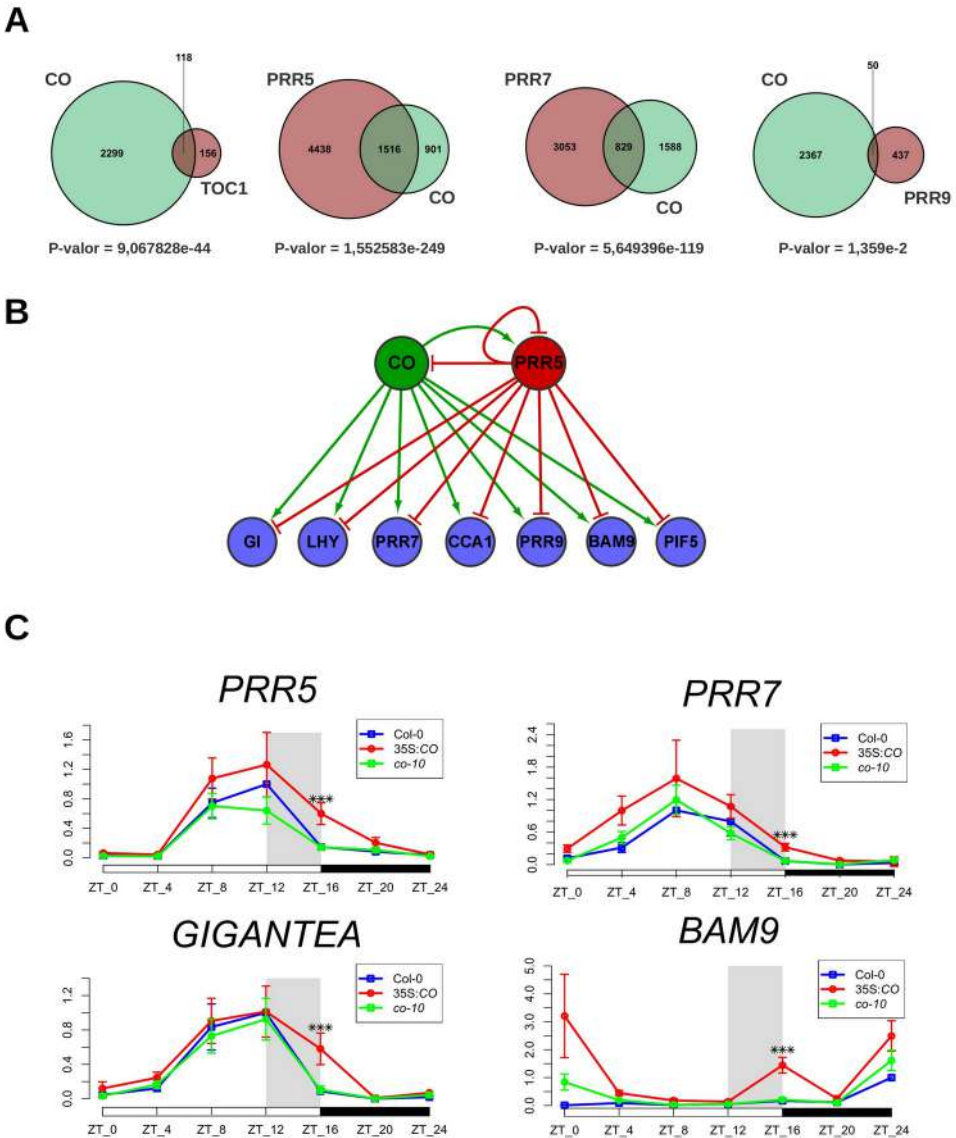 A
118
50
CO
PRR5
PRR7
CO
2299
156
4438
1516
901
3053
829
1588
2367
437
TOC1
CO
CO
PRR9
P-valor = 9,067828e-44
P-valor = 1,552583e-249
P-valor = 5,649396e-119
P-valor = 1,359e-2
B
CO
PRR5
GI
LHY
PRR7
CCA1
PRR9
BAM9
PIF5
C
PRR5
1.6
1.2
0.8
0.4
0.0
Col-0
35S:CO
co-10
***
ZT_0
ZT_4
ZT_8
ZT_12
ZT_16
ZT_20
ZT_24
PRR7
2.4
1.8
1.2
0.6
0.0
Col-0
35S:CO
co-10
***
ZT_0
ZT_4
ZT_8
ZT_12
ZT_16
ZT_20
ZT_24
GIGANTEA
1.2
0.8
0.4
0.0
Col-0
35S:CO
co-10
***
ZT_0
ZT_4
ZT_8
ZT_12
ZT_16
ZT_20
ZT_24
BAM9
5.0
4.0
3.0
2.0
1.0
0.0
Col-0
35S:CO
co-10
***
ZT_0
ZT_4
ZT_8
ZT_12
ZT_16
ZT_20
ZT_24